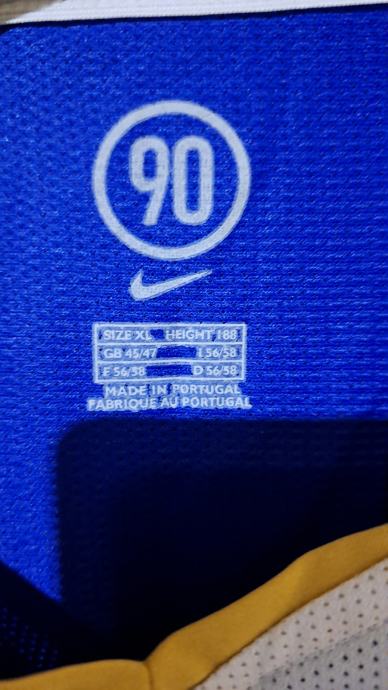 90
SIZE XL HEIGHT 188
GB 45/47 I 56/58
F 56/58 D 56/58
MADE IN PORTUGAL
FABRIQUE AU PORTUGAL